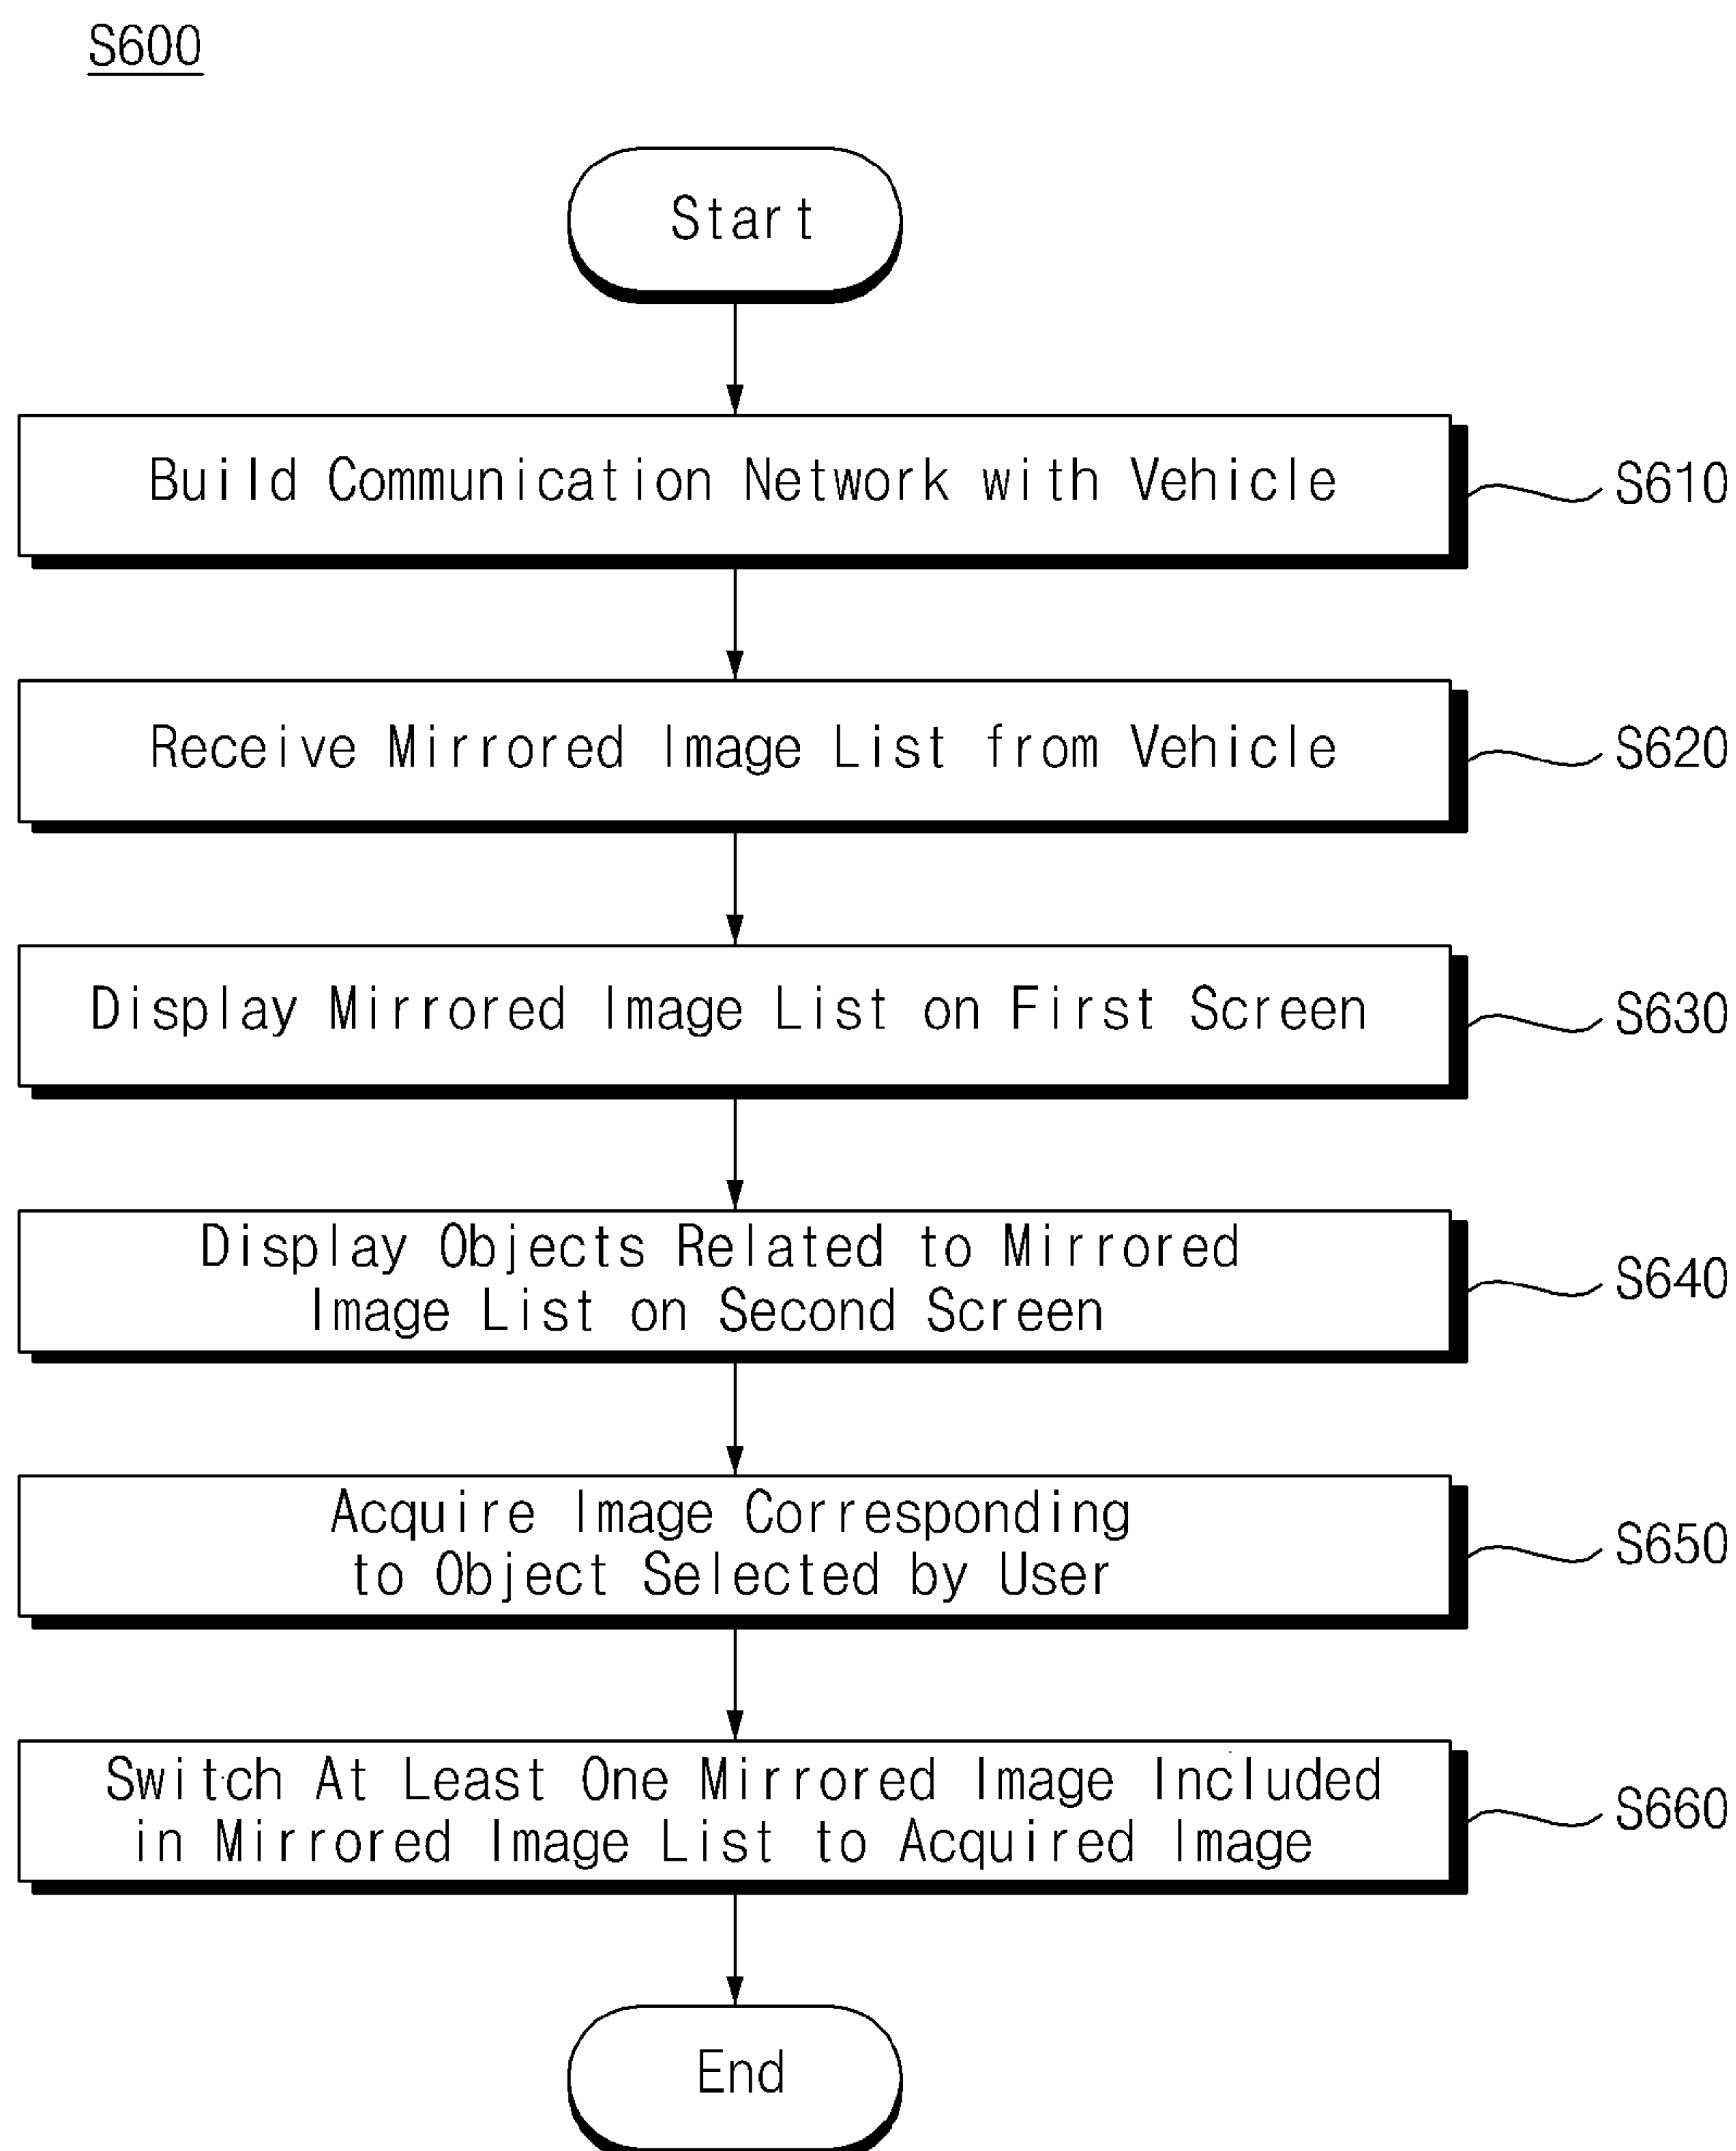 S600
Start
Build Communication Network with Vehicle
S610
Receive Mirrored Image List from Vehicle
S620
Display Mirrored Image List on First Screen
S630
Display Objects Related to Mirrored
Image List on Second Screen
S640
Acquire Image Corresponding
to Object Selected by User
S650
Switch At Least One Mirrored Image Included
in Mirrored Image List to Acquired Image
S660
End